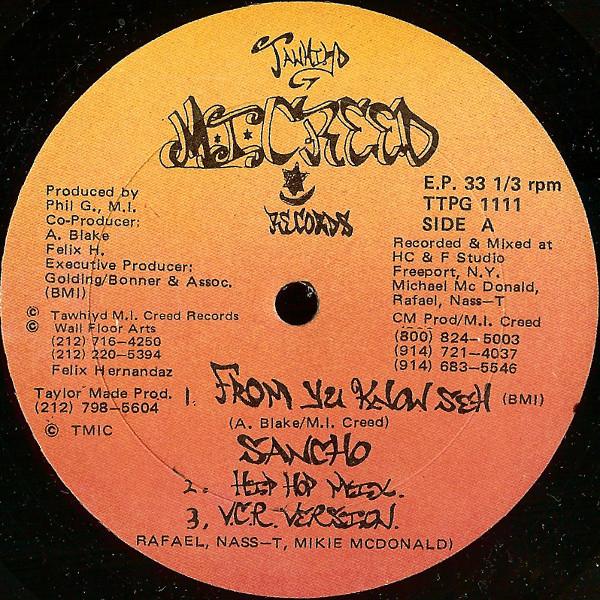 TAWHIYD
G
M.I.CREED
RECORDS
Produced by
Phil G., M.I.
Co-Producer:
A. Blake
Felix H.
Executive Producer:
Golding/Bonner & Assoc.
(BMI)
© Tawhiyd M.I. Creed Records
© Wall Floor Arts
(212) 716-4250
(212) 220-5394
Felix Hernandaz
Taylor Made Prod.
(212) 798-5604
© TMIC
E.P. 33 1/3 rpm
TTPG 1111
SIDE A
Recorded & Mixed at
HC & F Studio
Freeport, N.Y.
Michael Mc Donald,
Rafael, Nass-T
CM Prod/M.I. Creed
(800) 824-5003
(914) 721-4037
(914) 683-5546
1. FROM YU KNOW SEH (BMI)
(A. Blake/M.I. Creed)
SANCHO
2. HIP HOP MIX.
3, V.C.R. VERSION.
RAFAEL, NASS-T, MIKIE MCDONALD)